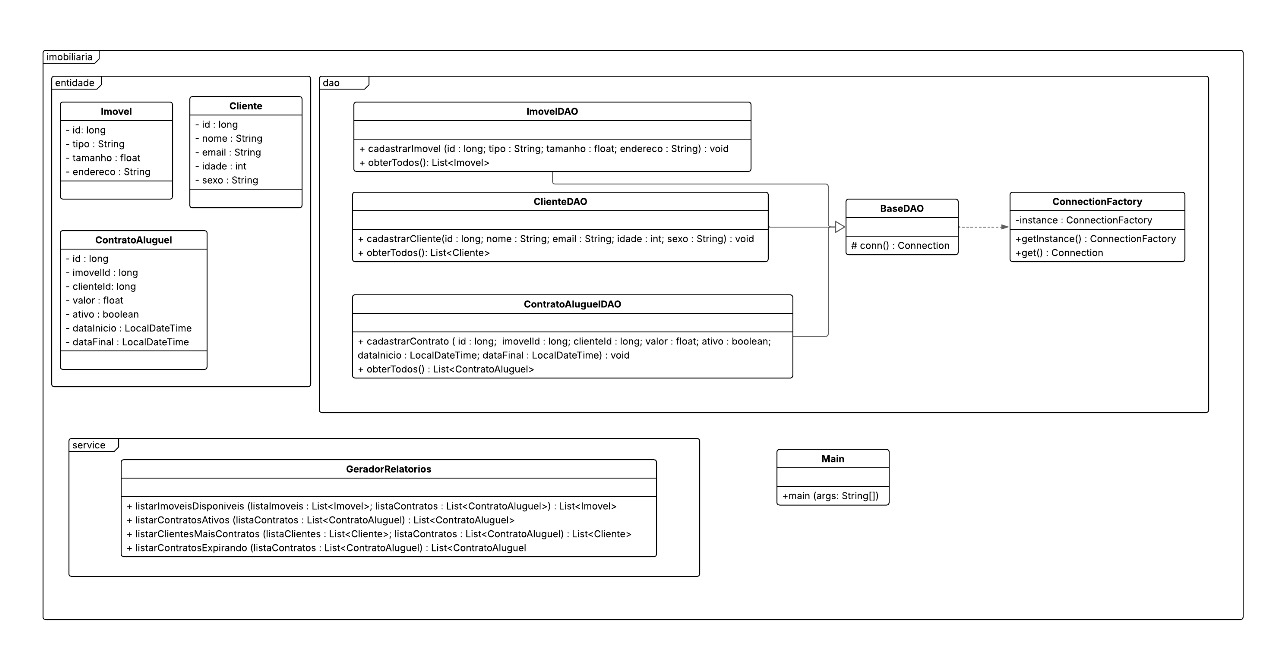 imobiliaria
entidade
Imovel
- id: long
- tipo : String
- tamanho : float
- endereco : String
Cliente
- id : long
- nome : String
- email : String
- idade : int
- sexo : String
ContratoAluguel
- id : long
- imovelId : long
- clienteId: long
- valor : float
- ativo : boolean
- dataInicio : LocalDateTime
- dataFinal : LocalDateTime
dao
ImovelDAO
+ cadastrarImovel (id : long; tipo : String; tamanho : float; endereco : String) : void
+ obterTodos(): List<Imovel>
ClienteDAO
+ cadastrarCliente(id : long; nome : String; email : String; idade : int; sexo : String) : void
+ obterTodos(): List<Cliente>
ContratoAluguelDAO
+ cadastrarContrato ( id : long; imovelId : long; clienteId : long; valor : float; ativo : boolean;
dataInicio : LocalDateTime; dataFinal : LocalDateTime) : void
+ obterTodos() : List<ContratoAluguel>
BaseDAO
# conn() : Connection
ConnectionFactory
-instance : ConnectionFactory
+getInstance() : ConnectionFactory
+get() : Connection
service
GeradorRelatorios
+ listarImoveisDisponiveis (listaImoveis : List<Imovel>; listaContratos : List<ContratoAluguel>) : List<Imovel>
+ listarContratosAtivos (listaContratos : List<ContratoAluguel) : List<ContratoAluguel>
+ listarClientesMaisContratos (listaClientes : List<Cliente>; listaContratos : List<ContratoAluguel) : List<Cliente>
+ listarContratosExpirando (listaContratos : List<ContratoAluguel) : List<ContratoAluguel
Main
+main (args: String[])